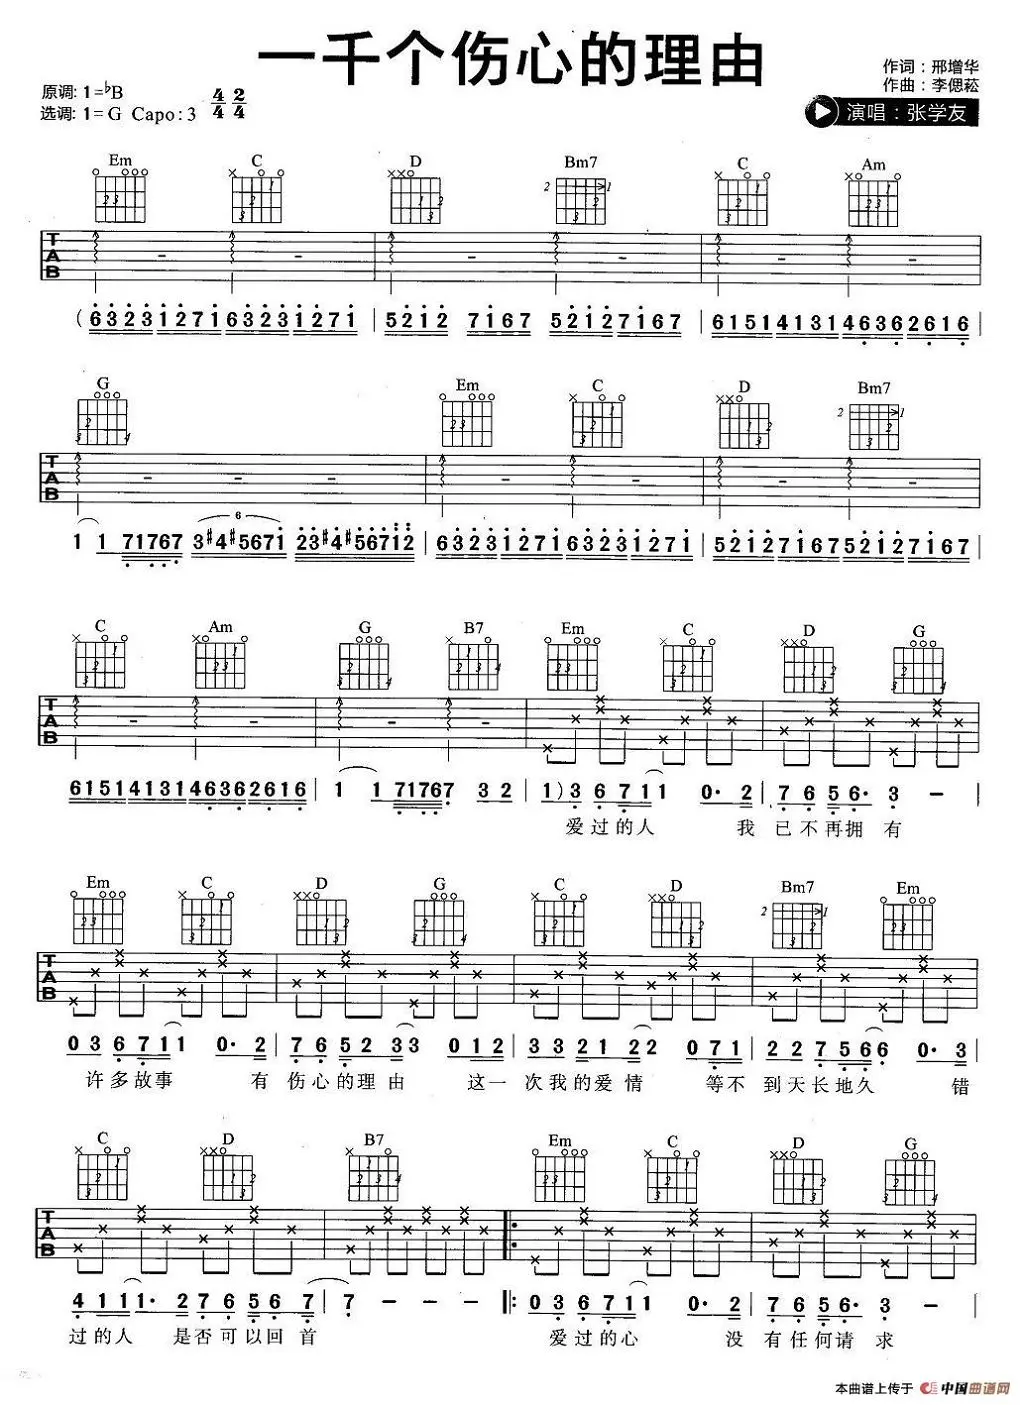 一千个伤心的理由
原调: 1=♭B
选调: 1=G Capo: 3 4/4 2/4
作词：邢增华
作曲：李偲菘
演唱：张学友
Em C D Bm7 C Am
TAB
(6323127163231271 | 5212 7167 52127167 | 6151413146362616 |
G Em C D Bm7
TAB
1 1 71767 3#4#5671 23#4#56712 | 6323127163231271 | 5212716752127167 |
C Am G B7 Em C D G
TAB
6151413146362616 | 1 1 71767 3 2 | 1) 3 6 7 1 1 0· 2 | 7 6 5 6· 3 － |
爱过的人 我 已不再拥 有
Em C D G C D Bm7 Em
TAB
0 3 6 7 1 1 0· 2 | 7 6 5 2 3 3 0 1 2 | 3 3 2 1 2 2 0 7 1 | 2 2 7 5 6 6 0· 3 |
许多故事 有 伤心的理由 这一 次我的爱情 等不 到天长地久 错
C D B7 Em C D G
TAB
4 1 1 1· 2 7 6 5 6 7 | 7 － － － ‖: 0 3 6 7 1 1 0· 2 | 7 6 5 6· 3 － |
过的人 是否可以回首 爱过的心 没 有任何请 求
本曲谱上传于 中国曲谱网